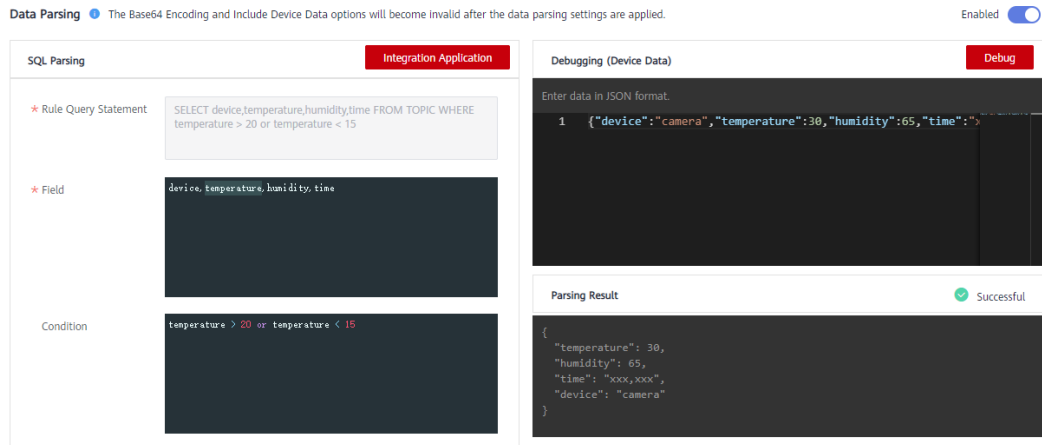 Data Parsing The Base64 Encoding and Include Device Data options will become invalid after the data parsing settings are applied. Enabled
SQL Parsing Integration Application
* Rule Query Statement
SELECT device,temperature,humidity,time FROM TOPIC WHERE
temperature > 20 or temperature < 15
* Field
device,temperature,humidity,time
Condition
temperature > 20 or temperature < 15
Debugging (Device Data) Debug
Enter data in JSON format.
1 {"device":"camera","temperature":30,"humidity":65,"time":"
Parsing Result Successful
{
"temperature": 30,
"humidity": 65,
"time": "xxx,xxx",
"device": "camera"
}